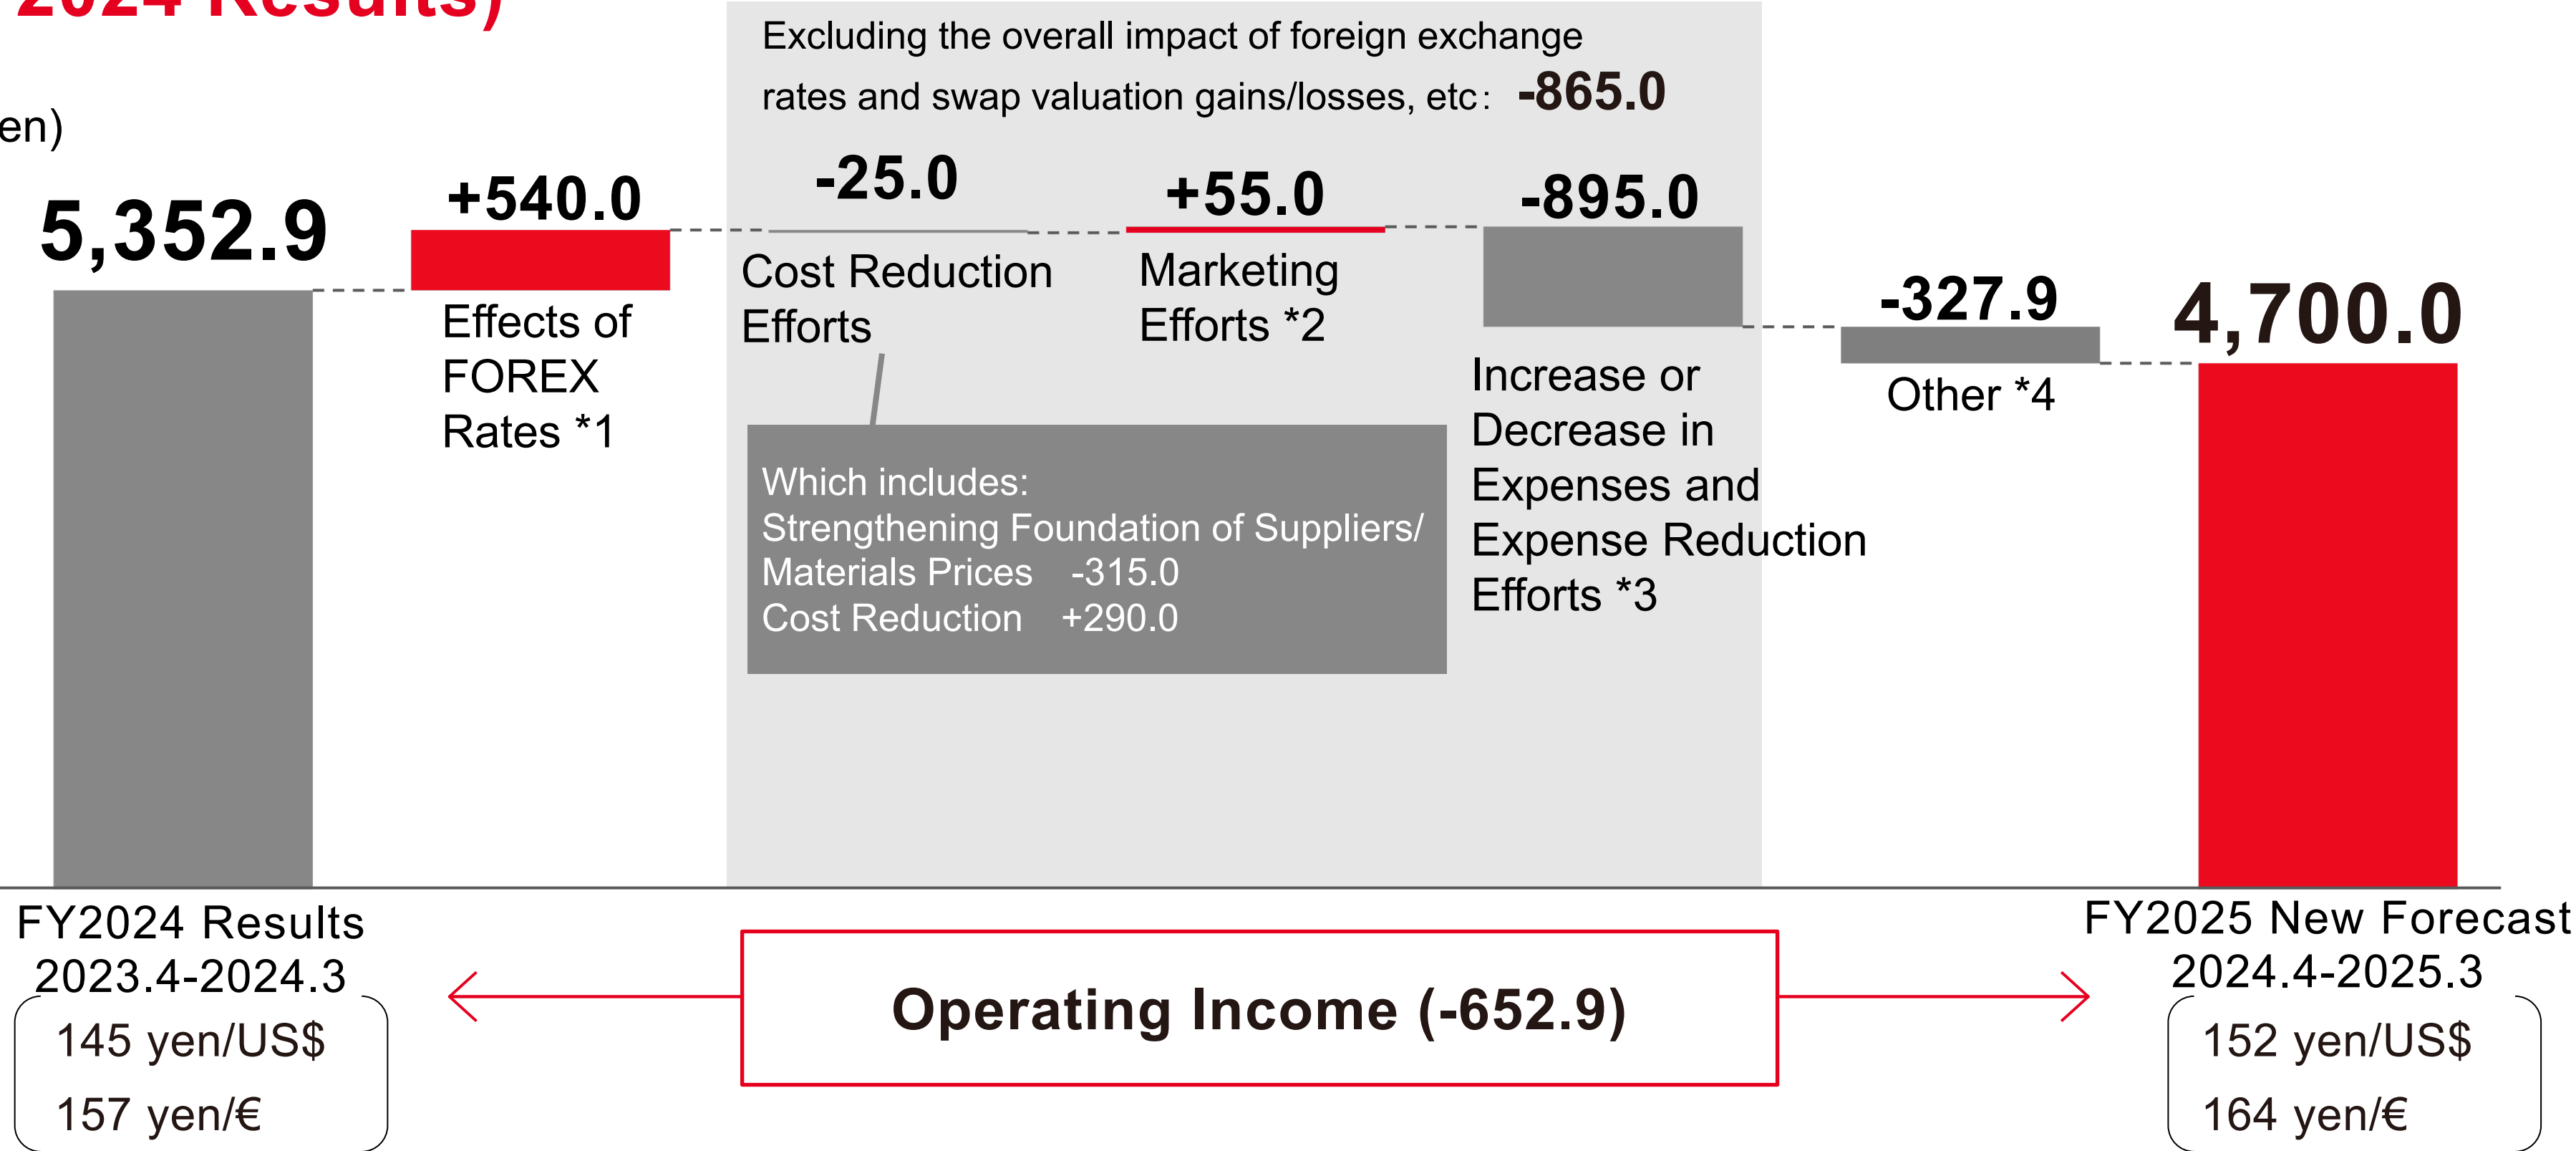 2024 Results)
en)
Excluding the overall impact of foreign exchange
rates and swap valuation gains/losses, etc: -865.0
5,352.9
+540.0
Effects of
FOREX
Rates *1
-25.0
Cost Reduction
Efforts
Which includes:
Strengthening Foundation of Suppliers/
Materials Prices -315.0
Cost Reduction +290.0
+55.0
Marketing
Efforts *2
-895.0
Increase or
Decrease in
Expenses and
Expense Reduction
Efforts *3
-327.9
Other *4
4,700.0
FY2024 Results
2023.4-2024.3
145 yen/US$
157 yen/€
Operating Income (-652.9)
FY2025 New Forecast
2024.4-2025.3
152 yen/US$
164 yen/€